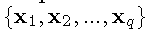 {x₁, x₂, ..., x_q}